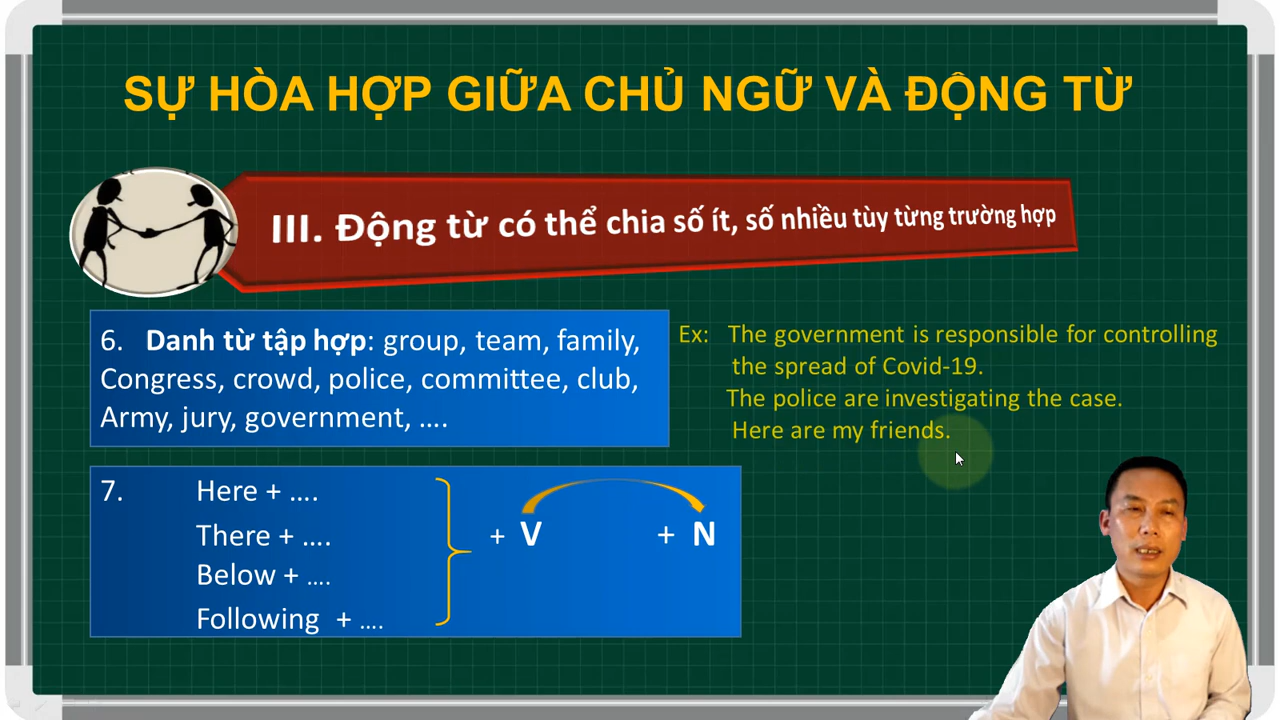 SỰ HÒA HỢP GIỮA CHỦ NGỮ VÀ ĐỘNG TỪ
III. Động từ có thể chia số ít, số nhiều tùy từng trường hợp
6. Danh từ tập hợp: group, team, family,
Congress, crowd, police, committee, club,
Army, jury, government, ….
Ex: The government is responsible for controlling
the spread of Covid-19.
The police are investigating the case.
Here are my friends.
7. Here + ….
There + ….
Below + ….
Following + ….
+ V + N